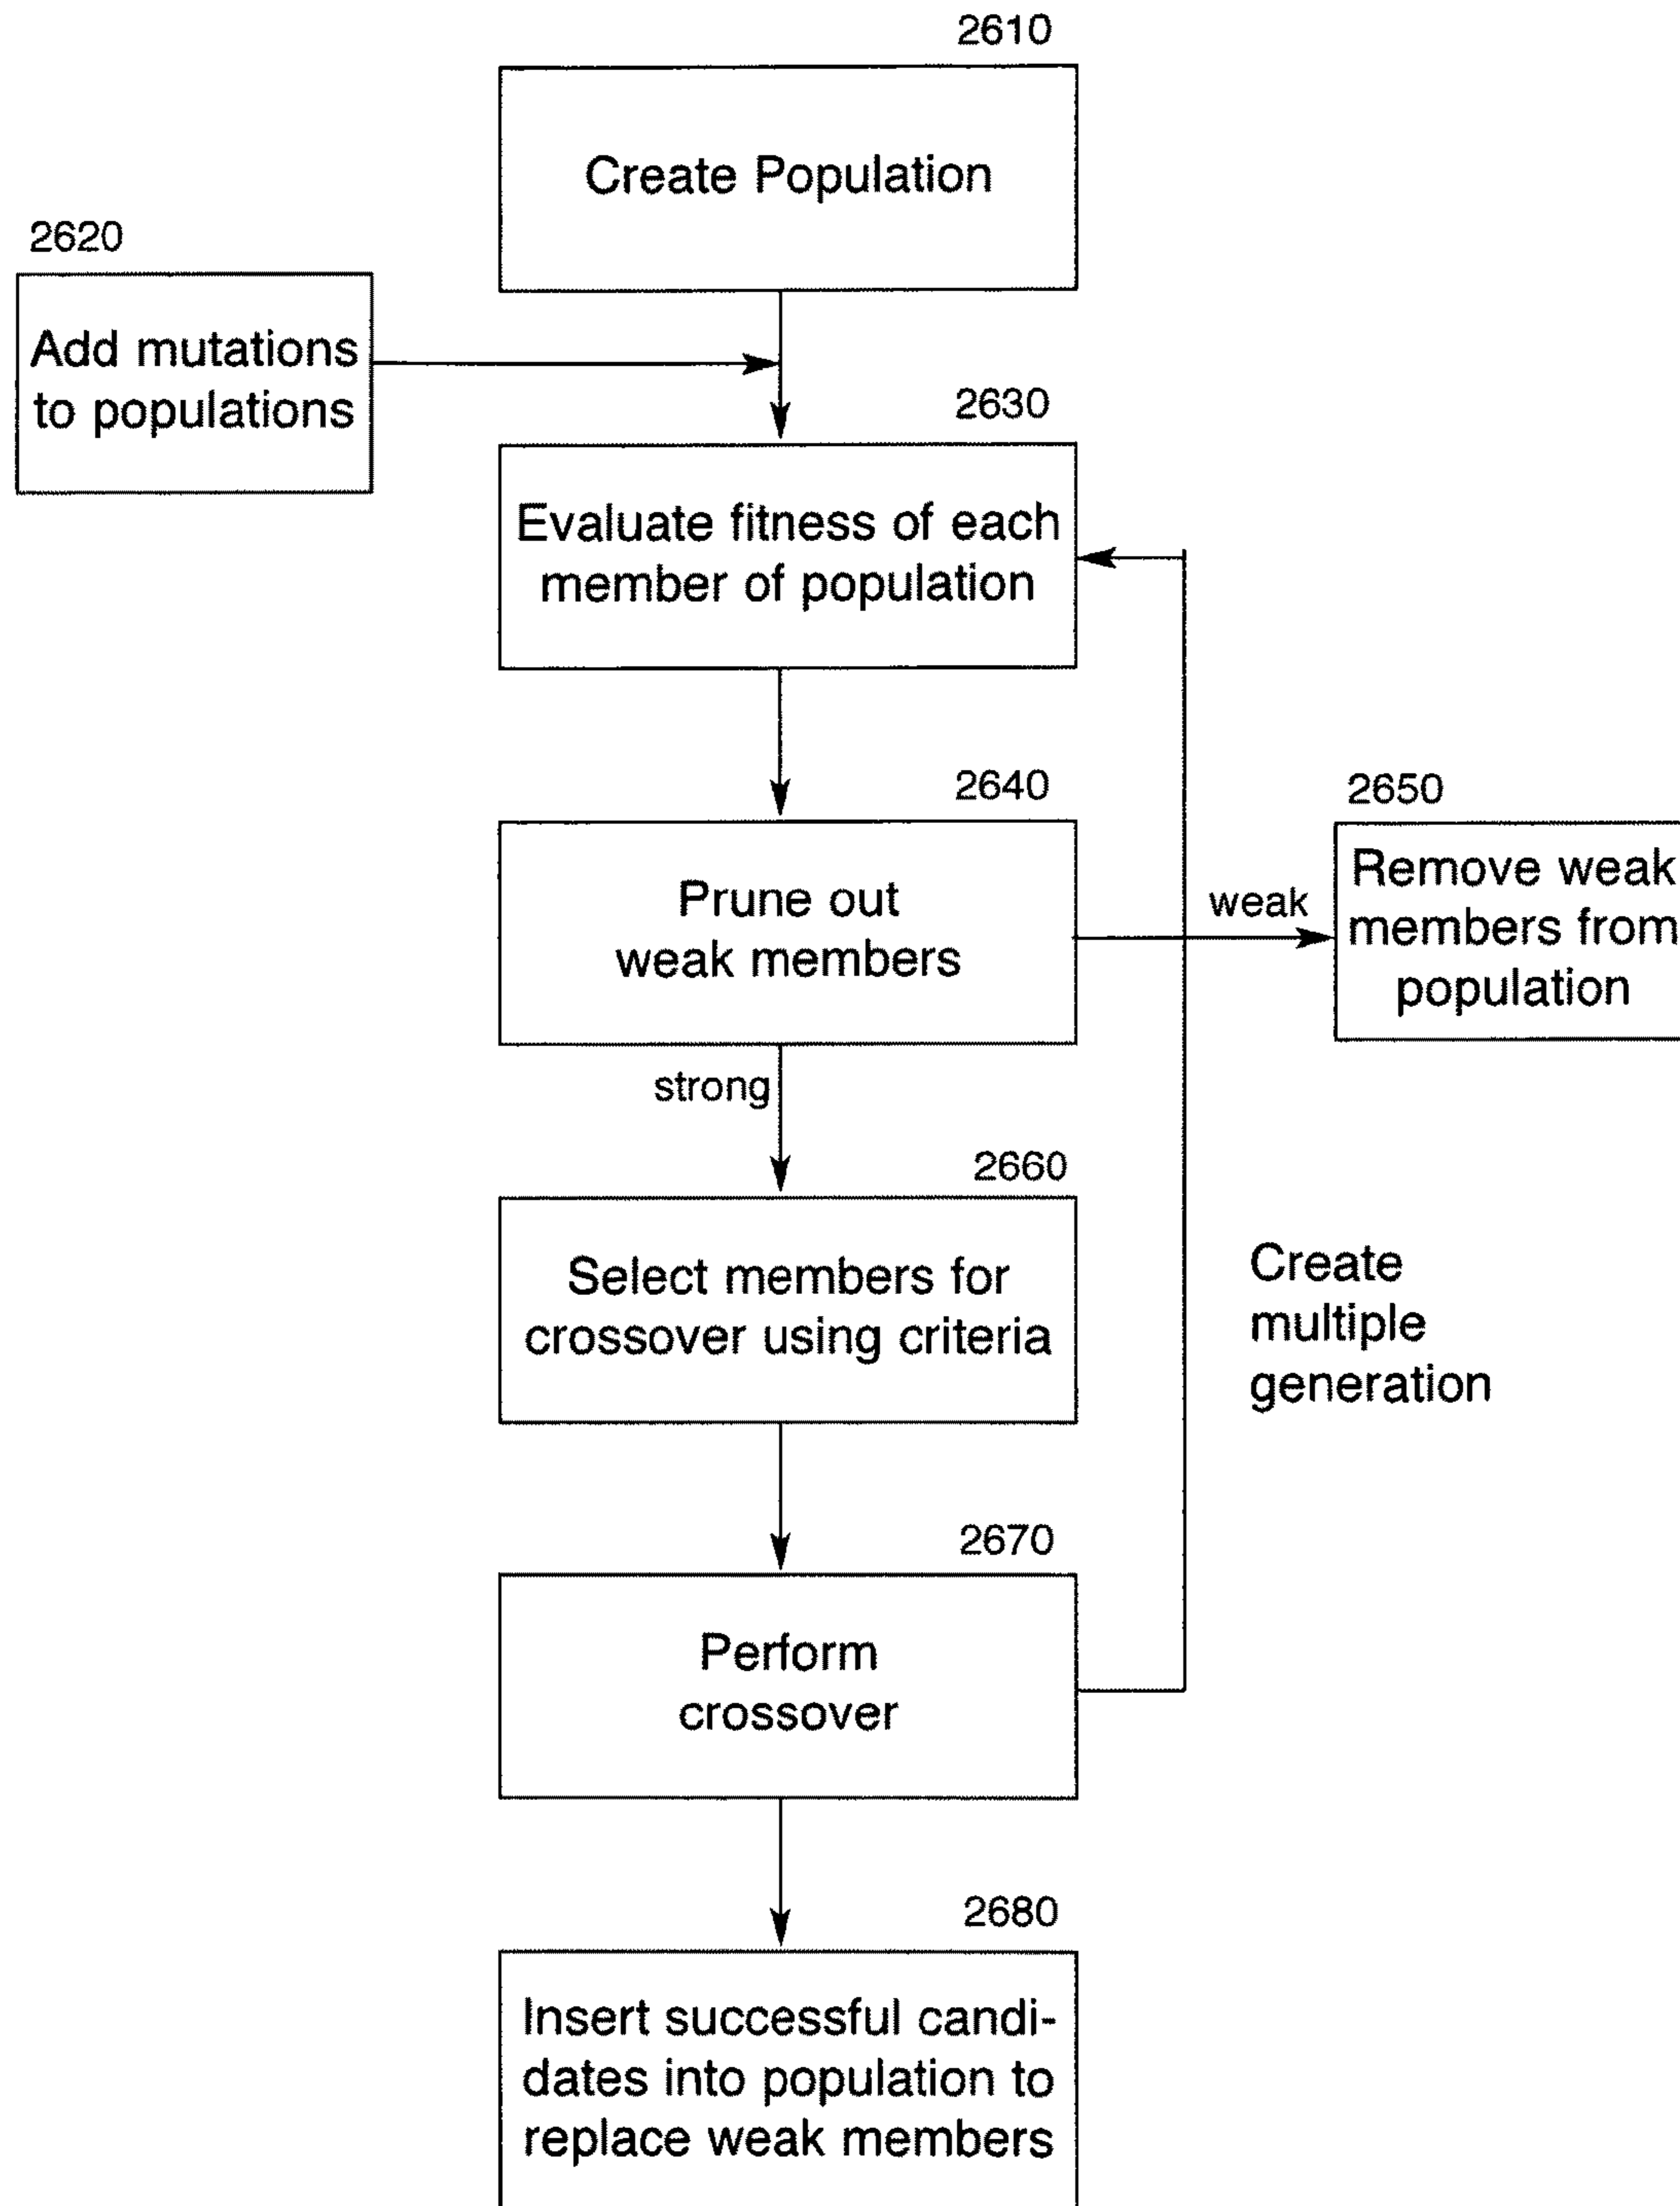 2610
Create Population
2620
Add mutations
to populations
2630
Evaluate fitness of each
member of population
2640
Prune out
weak members
weak
2650
Remove weak
members from
population
strong
2660
Select members for
crossover using criteria
Create
multiple
generation
2670
Perform
crossover
2680
Insert successful candi-
dates into population to
replace weak members